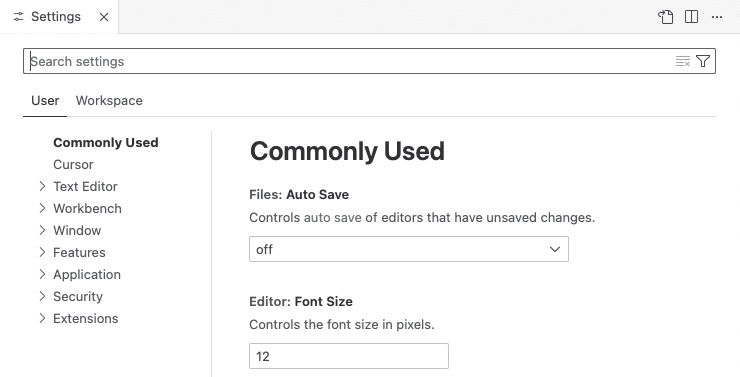 Settings
Search settings
User Workspace
Commonly Used
Cursor
Text Editor
Workbench
Window
Features
Application
Security
Extensions
Commonly Used
Files: Auto Save
Controls auto save of editors that have unsaved changes.
off
Editor: Font Size
Controls the font size in pixels.
12